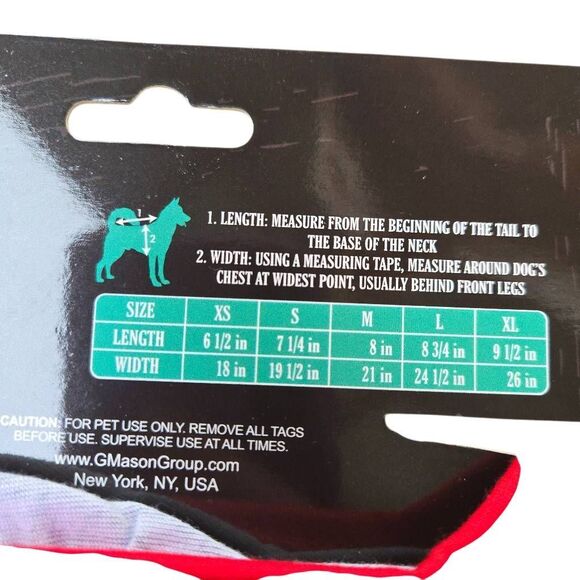 1
2
1. LENGTH: MEASURE FROM THE BEGINNING OF THE TAIL TO
THE BASE OF THE NECK
2. WIDTH: USING A MEASURING TAPE, MEASURE AROUND DOG'S
CHEST AT WIDEST POINT, USUALLY BEHIND FRONT LEGS
SIZE XS S M L XL
LENGTH 6 1/2 in 7 1/4 in 8 in 8 3/4 in 9 1/2 in
WIDTH 18 in 19 1/2 in 21 in 24 1/2 in 26 in
CAUTION: FOR PET USE ONLY. REMOVE ALL TAGS
BEFORE USE. SUPERVISE USE AT ALL TIMES.
www.GMasonGroup.com
New York, NY, USA